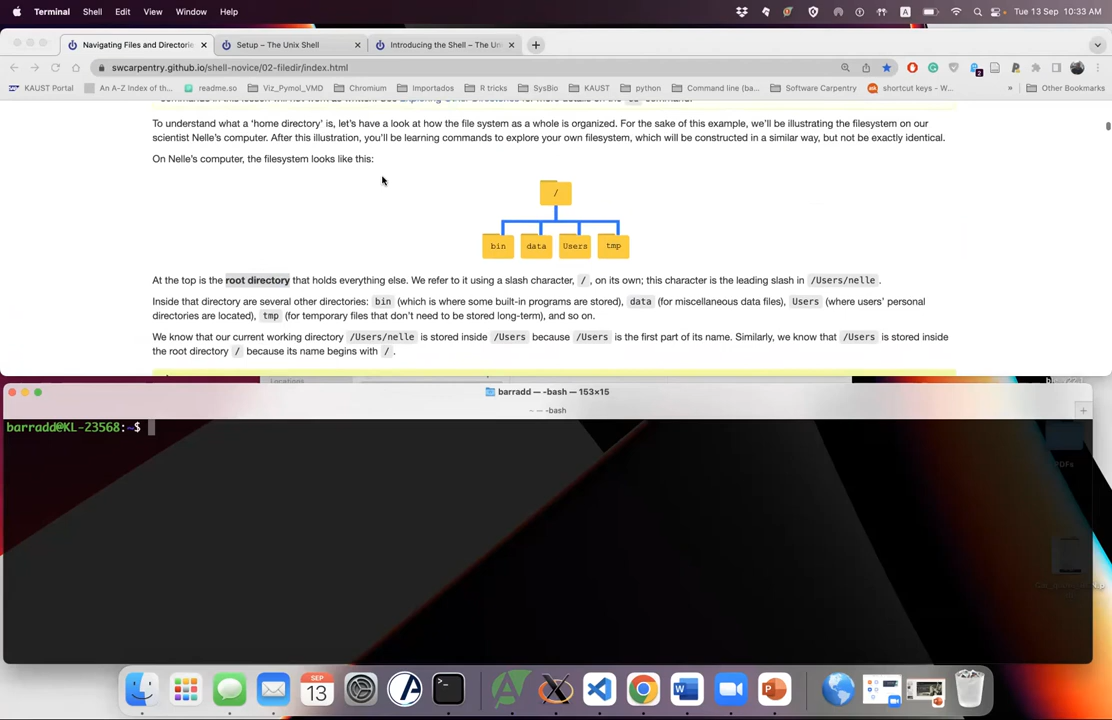 Terminal Shell Edit View Window Help
A Tue 13 Sep 10:33 AM
Navigating Files and Directorie
Setup – The Unix Shell
Introducing the Shell – The Un
swcarpentry.github.io/shell-novice/02-filedir/index.html
KAUST Portal
An A-Z Index of th...
readme.so
Viz_Pymol_VMD
Chromium
Importados
R tricks
SysBio
KAUST
python
Command line (ba...
Software Carpentry
shortcut keys - W...
»
Other Bookmarks
To understand what a ‘home directory’ is, let’s have a look at how the file system as a whole is organized. For the sake of this example, we’ll be illustrating the filesystem on our
scientist Nelle’s computer. After this illustration, you’ll be learning commands to explore your own filesystem, which will be constructed in a similar way, but not be exactly identical.
On Nelle’s computer, the filesystem looks like this:
/
bin data Users tmp
At the top is the root directory that holds everything else. We refer to it using a slash character, /, on its own; this character is the leading slash in /Users/nelle.
Inside that directory are several other directories: bin (which is where some built-in programs are stored), data (for miscellaneous data files), Users (where users’ personal
directories are located), tmp (for temporary files that don’t need to be stored long-term), and so on.
We know that our current working directory /Users/nelle is stored inside /Users because /Users is the first part of its name. Similarly, we know that /Users is stored inside
the root directory / because its name begins with /.
Locations
barradd — -bash — 153×15
~ — -bash
barradd@KL-23568:~$
PDFs
SEP
13